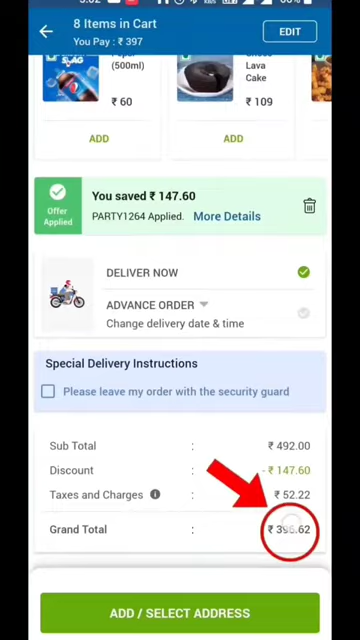 8 Items in Cart
You Pay : ₹ 397
EDIT
(500ml)
₹ 60
ADD
Lava
Cake
₹ 109
ADD
Offer
Applied
You saved ₹ 147.60
PARTY1264 Applied. More Details
DELIVER NOW
ADVANCE ORDER
Change delivery date & time
Special Delivery Instructions
Please leave my order with the security guard
Sub Total : ₹ 492.00
Discount : - ₹ 147.60
Taxes and Charges : ₹ 52.22
Grand Total : ₹ 396.62
ADD / SELECT ADDRESS